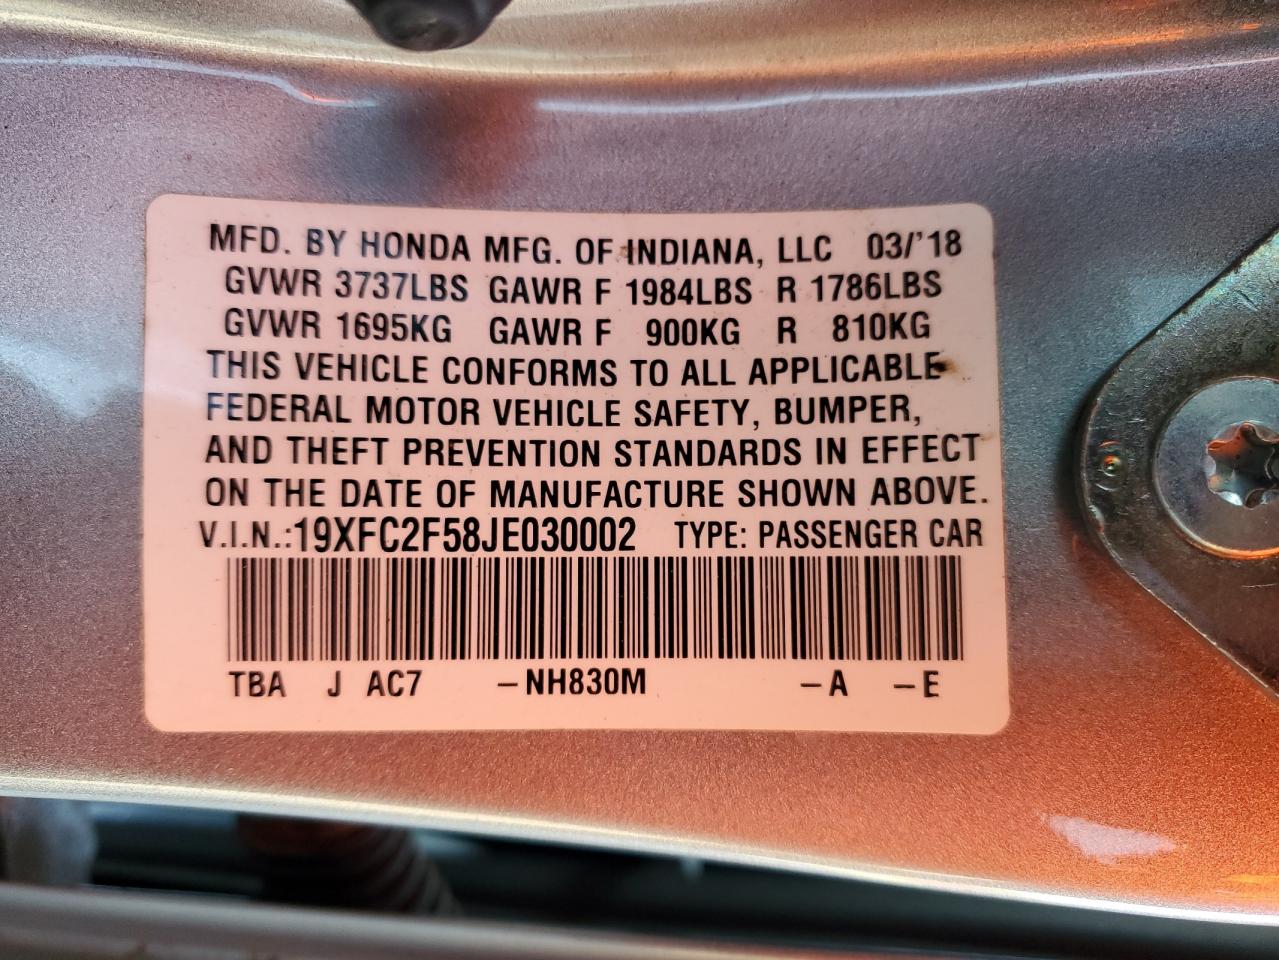 MFD. BY HONDA MFG. OF INDIANA, LLC 03/'18
GVWR 3737LBS GAWR F 1984LBS R 1786LBS
GVWR 1695KG GAWR F 900KG R 810KG
THIS VEHICLE CONFORMS TO ALL APPLICABLE
FEDERAL MOTOR VEHICLE SAFETY, BUMPER,
AND THEFT PREVENTION STANDARDS IN EFFECT
ON THE DATE OF MANUFACTURE SHOWN ABOVE.
V.I.N.:19XFC2F58JE030002 TYPE: PASSENGER CAR
TBA J AC7 –NH830M –A –E